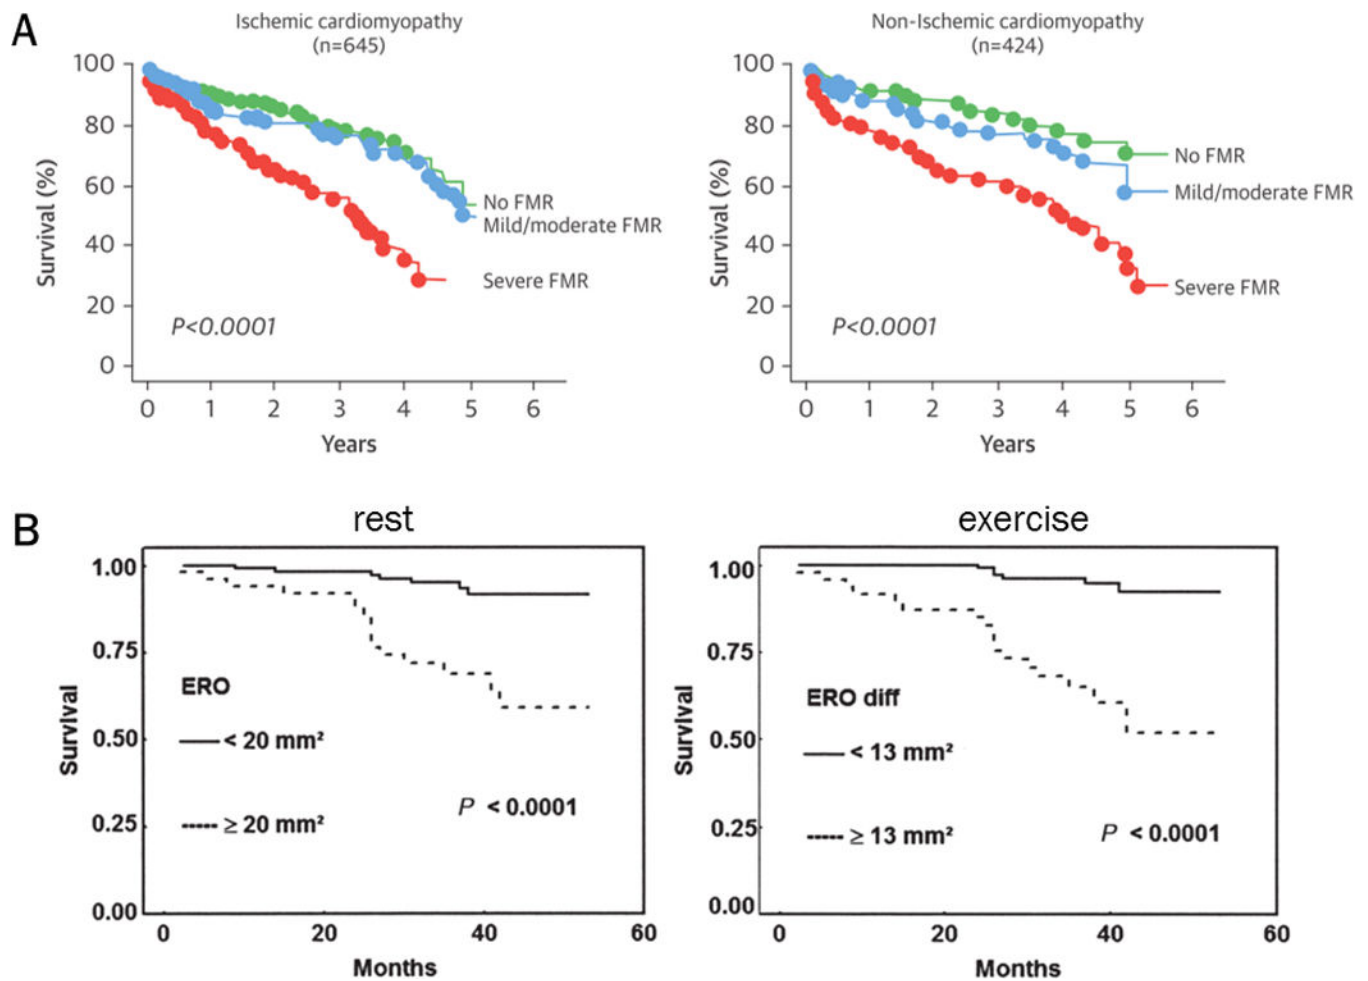 A
Ischemic cardiomyopathy
(n=645)
Survival (%)
100
80
60
40
20
0
No FMR
Mild/moderate FMR
Severe FMR
P<0.0001
0 1 2 3 4 5 6
Years
Non-Ischemic cardiomyopathy
(n=424)
Survival (%)
100
80
60
40
20
0
No FMR
Mild/moderate FMR
Severe FMR
P<0.0001
0 1 2 3 4 5 6
Years
B
rest
Survival
1.00
0.75
0.50
0.25
0.00
ERO
< 20 mm²
≥ 20 mm²
P < 0.0001
0 20 40 60
Months
exercise
Survival
1.00
0.75
0.50
0.25
0.00
ERO diff
< 13 mm²
≥ 13 mm²
P < 0.0001
0 20 40 60
Months